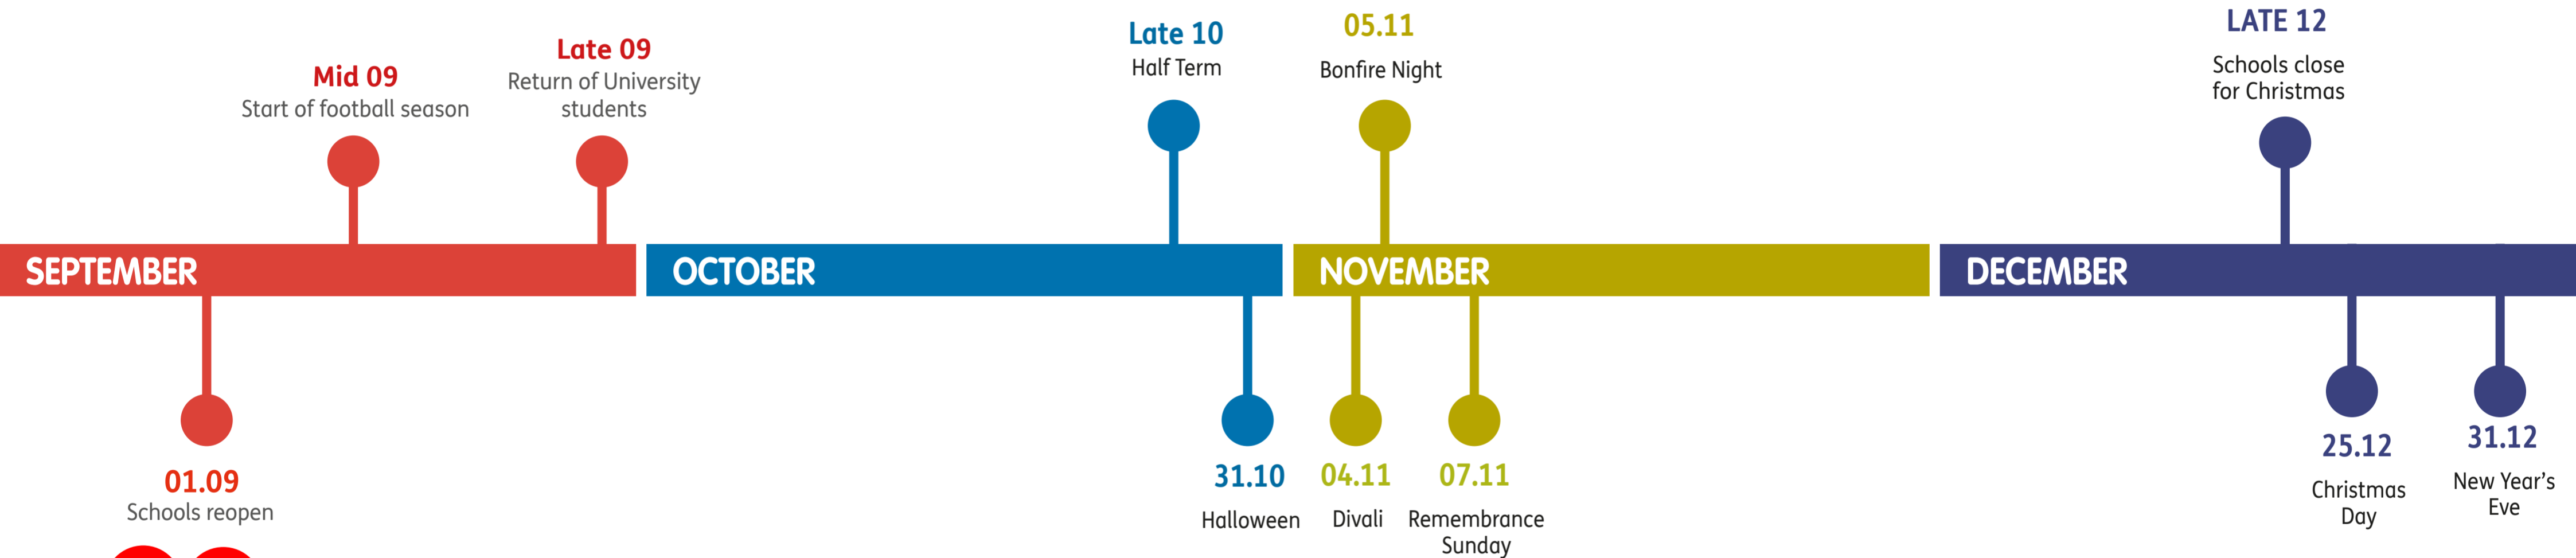 Mid 09
Start of football season
Late 09
Return of University
students
Late 10
Half Term
05.11
Bonfire Night
LATE 12
Schools close
for Christmas
SEPTEMBER
OCTOBER
NOVEMBER
DECEMBER
01.09
Schools reopen
31.10
Halloween
04.11
Divali
07.11
Remembrance
Sunday
25.12
Christmas
Day
31.12
New Year's
Eve